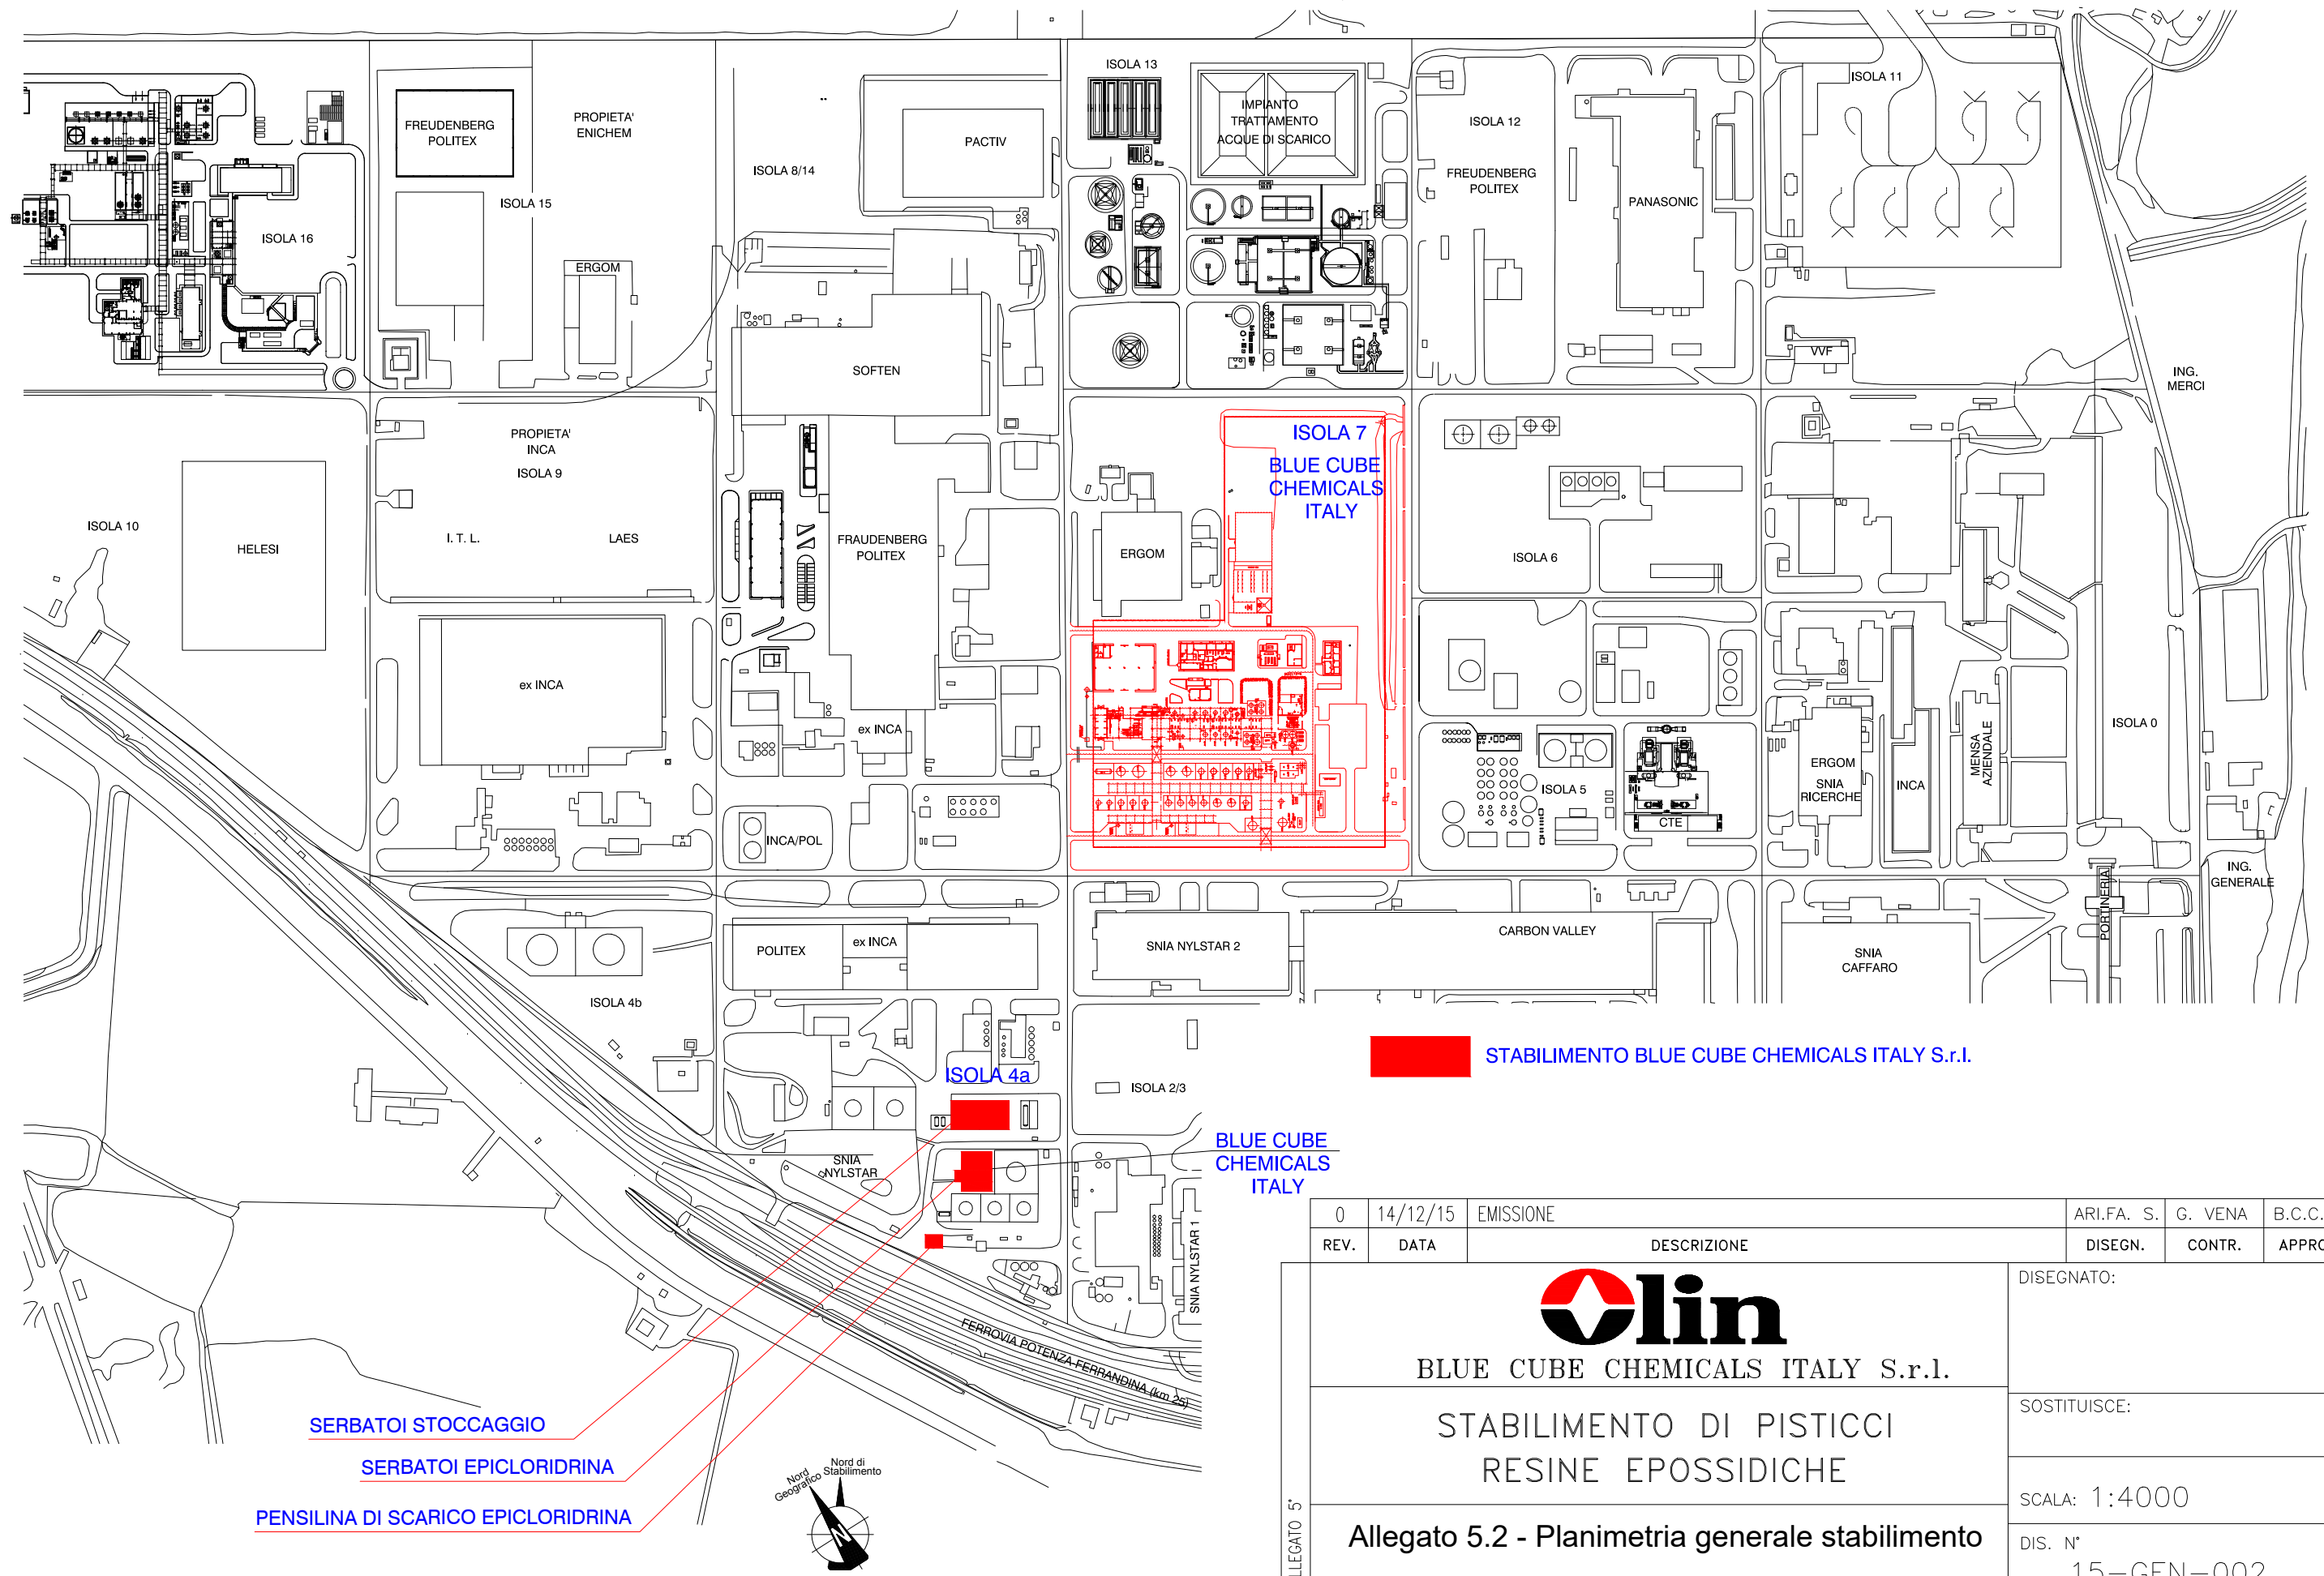 ISOLA 13
ISOLA 11
IMPIANTO
TRATTAMENTO
ACQUE DI SCARICO
FREUDENBERG
POLITEX
PROPIETA'
ENICHEM
PACTIV
ISOLA 12
ISOLA 8/14
FREUDENBERG
POLITEX
PANASONIC
ISOLA 15
ISOLA 16
ERGOM
SOFTEN
VVF
ING.
MERCI
PROPIETA'
INCA
ISOLA 9
ISOLA 7
BLUE CUBE
CHEMICALS
ITALY
ISOLA 10
HELESI
I. T. L.
LAES
FRAUDENBERG
POLITEX
ERGOM
ISOLA 6
ex INCA
ex INCA
ISOLA 0
MENSA
AZIENDALE
ERGOM
SNIA
RICERCHE
INCA
ISOLA 5
CTE
INCA/POL
ING.
GENERALE
PORTINERIA
POLITEX
ex INCA
SNIA NYLSTAR 2
CARBON VALLEY
SNIA
CAFFARO
ISOLA 4b
ISOLA 4a
ISOLA 2/3
STABILIMENTO BLUE CUBE CHEMICALS ITALY S.r.l.
BLUE CUBE
CHEMICALS
ITALY
SNIA
NYLSTAR
SNIA NYLSTAR 1
FERROVIA POTENZA-FERRANDINA (km 25)
SERBATOI STOCCAGGIO
SERBATOI EPICLORIDRINA
PENSILINA DI SCARICO EPICLORIDRINA
Nord
Geografico
Nord di
Stabilimento
N
0 14/12/15 EMISSIONE ARI.FA. S. G. VENA B.C.C.
REV. DATA DESCRIZIONE DISEGN. CONTR. APPRO
Olin
BLUE CUBE CHEMICALS ITALY S.r.l.
DISEGNATO:
STABILIMENTO DI PISTICCI
RESINE EPOSSIDICHE
SOSTITUISCE:
SCALA: 1:4000
Allegato 5.2 - Planimetria generale stabilimento
DIS. N°
15-GEN-002
LLEGATO 5°